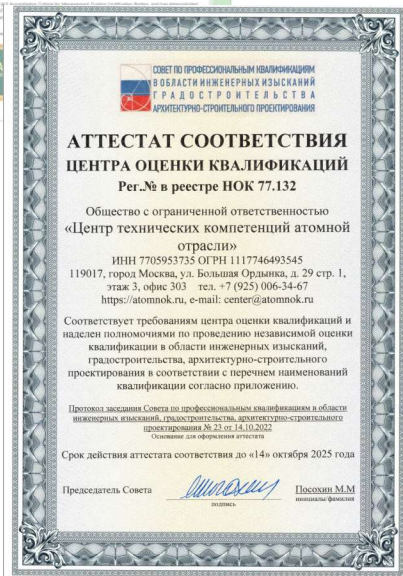 СОВЕТ ПО ПРОФЕССИОНАЛЬНЫМ КВАЛИФИКАЦИЯМ
В ОБЛАСТИ ИНЖЕНЕРНЫХ ИЗЫСКАНИЙ
ГРАДОСТРОИТЕЛЬСТВА
АРХИТЕКТУРНО-СТРОИТЕЛЬНОГО ПРОЕКТИРОВАНИЯ
АТТЕСТАТ СООТВЕТСТВИЯ
ЦЕНТРА ОЦЕНКИ КВАЛИФИКАЦИЙ
Рег.№ в реестре НОК 77.132
Общество с ограниченной ответственностью
«Центр технических компетенций атомной
отрасли»
ИНН 7705953735 ОГРН 1117746493545
119017, город Москва, ул. Большая Ордынка, д. 29 стр. 1,
этаж 3, офис 303 тел. +7 (925) 006-34-67
https://atomnok.ru, e-mail: center@atomnok.ru
Соответствует требованиям центра оценки квалификаций и
наделен полномочиями по проведению независимой оценки
квалификации в области инженерных изысканий,
градостроительства, архитектурно-строительного
проектирования в соответствии с перечнем наименований
квалификации согласно приложению.
Протокол заседания Совета по профессиональным квалификациям в области
инженерных изысканий, градостроительства, архитектурно-строительного
проектирования № 23 от 14.10.2022
Основание для оформления аттестата
Срок действия аттестата соответствия до «14» октября 2025 года
Председатель Совета Посохин М.М
подпись инициалы/фамилия